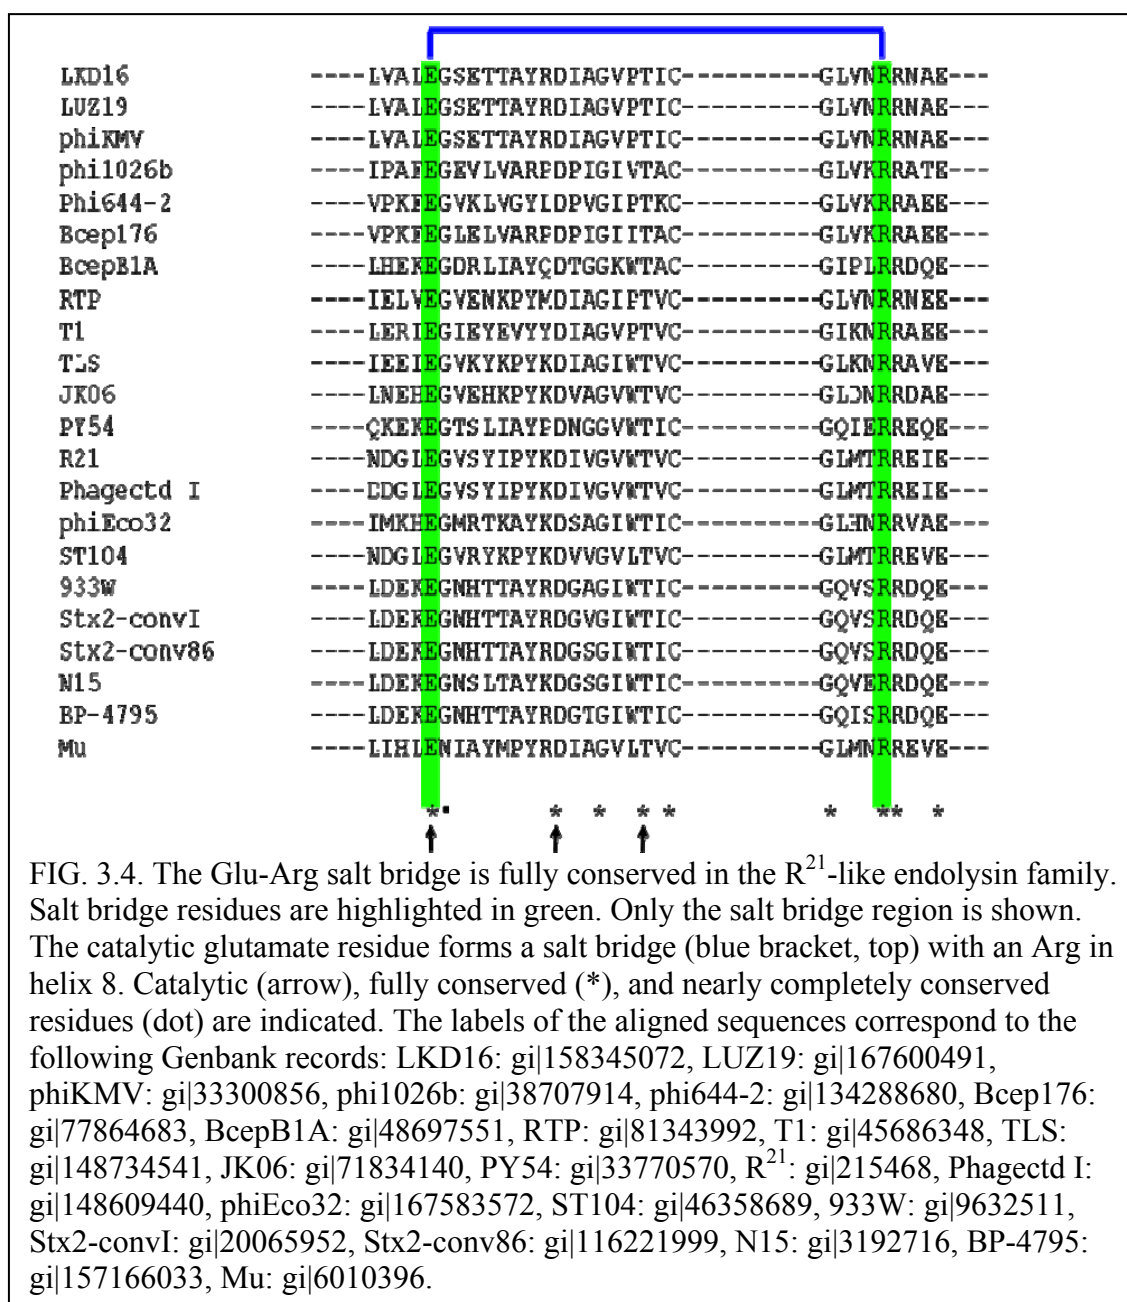 LKD16 ----LVALEGSETTAYRDIAGVPTIC----------GLVNRRNAE---
LUZ19 ----LVALEGSETTAYRDIAGVPTIC----------GLVNRRNAE---
phiKMV ----LVALEGSETTAYRDIAGVPTIC----------GLVNRRNAE---
phi1026b ----IPAFEGEVLVARPDPIGIVTAC----------GLVKRRATE---
Phi644-2 ----VPKFEGVKLVGYLDPVGIPTKC----------GLVKRRAEE---
Bcep176 ----VPKFEGLELVARPDPIGIITAC----------GLVKRRAEE---
BcepB1A ----LHEKEGDRLIAYQDTGGKWTAC----------GIPLRRDQE---
RTP ----IELVEGVENKPYWDIAGIPTVC----------GLVNRRNEE---
T1 ----LERIEGIEYEVYYDIAGVPTVC----------GIKNRRAEE---
TLS ----IEEIEGVKYKPYKDIAGIWTVC----------GLKNRRAVE---
JK06 ----LNEHEGVEHKPYKDVAGVWTVC----------GLDNRRDAE---
PY54 ----QKEKEGTSLIAYPDNGGVWTIC----------GQIERREQE---
R21 ----NDGLEGVSYIPYKDIVGVWTVC----------GLMTRREIE---
Phagectd I ----DDGLEGVSYIPYKDIVGVWTVC----------GLMTRREIE---
phiEco32 ----IMKHEGMRTKAYKDSAGIWTIC----------GLHNRRVAE---
ST104 ----NDGLEGVRYKPYKDVVGVLTVC----------GLMTRREVE---
933W ----LDEKEGNHTTAYRDGAGIWTIC----------GQVSRRDQE---
Stx2-convI ----LDEKEGNHTTAYRDGVGIWTIC----------GQVSRRDQE---
Stx2-conv86 ----LDEKEGNHTTAYRDGSGIWTIC----------GQVSRRDQE---
N15 ----LDEKEGNSLTAYKDGSGIWTIC----------GQVERRDQE---
BP-4795 ----LDEKEGNHTTAYRDGTGIWTIC----------GQISRRDQE---
Mu ----LIHLENIAYMPYRDIAGVLTVC----------GLMNRREVE---
*. * * * * * ** *
FIG. 3.4. The Glu-Arg salt bridge is fully conserved in the R21-like endolysin family.
Salt bridge residues are highlighted in green. Only the salt bridge region is shown.
The catalytic glutamate residue forms a salt bridge (blue bracket, top) with an Arg in
helix 8. Catalytic (arrow), fully conserved (*), and nearly completely conserved
residues (dot) are indicated. The labels of the aligned sequences correspond to the
following Genbank records: LKD16: gi|158345072, LUZ19: gi|167600491,
phiKMV: gi|33300856, phi1026b: gi|38707914, phi644-2: gi|134288680, Bcep176:
gi|77864683, BcepB1A: gi|48697551, RTP: gi|81343992, T1: gi|45686348, TLS:
gi|148734541, JK06: gi|71834140, PY54: gi|33770570, R21: gi|215468, Phagectd I:
gi|148609440, phiEco32: gi|167583572, ST104: gi|46358689, 933W: gi|9632511,
Stx2-convI: gi|20065952, Stx2-conv86: gi|116221999, N15: gi|3192716, BP-4795:
gi|157166033, Mu: gi|6010396.